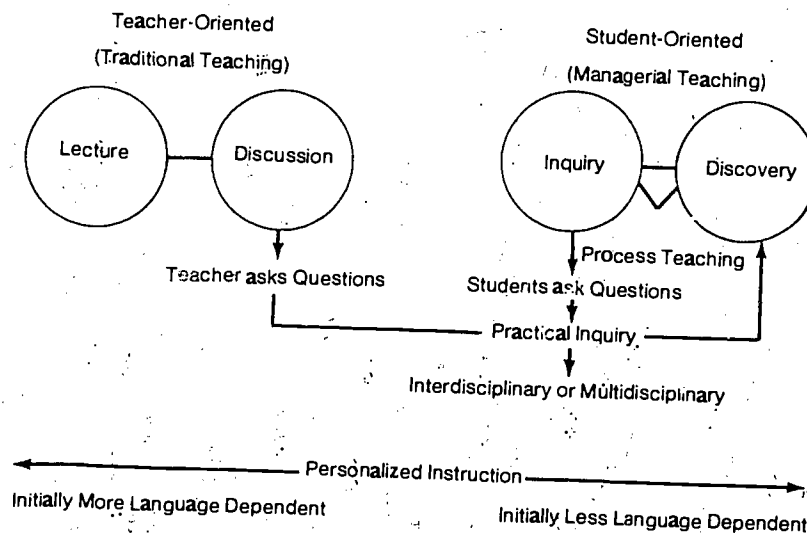 Teacher-Oriented
(Traditional Teaching)
Student-Oriented
(Managerial Teaching)
Lecture
Discussion
Inquiry
Discovery
Process Teaching
Teacher asks Questions
Students ask Questions
Practical Inquiry
Interdisciplinary or Multidisciplinary
Personalized Instruction
Initially More Language Dependent
Initially Less Language Dependent